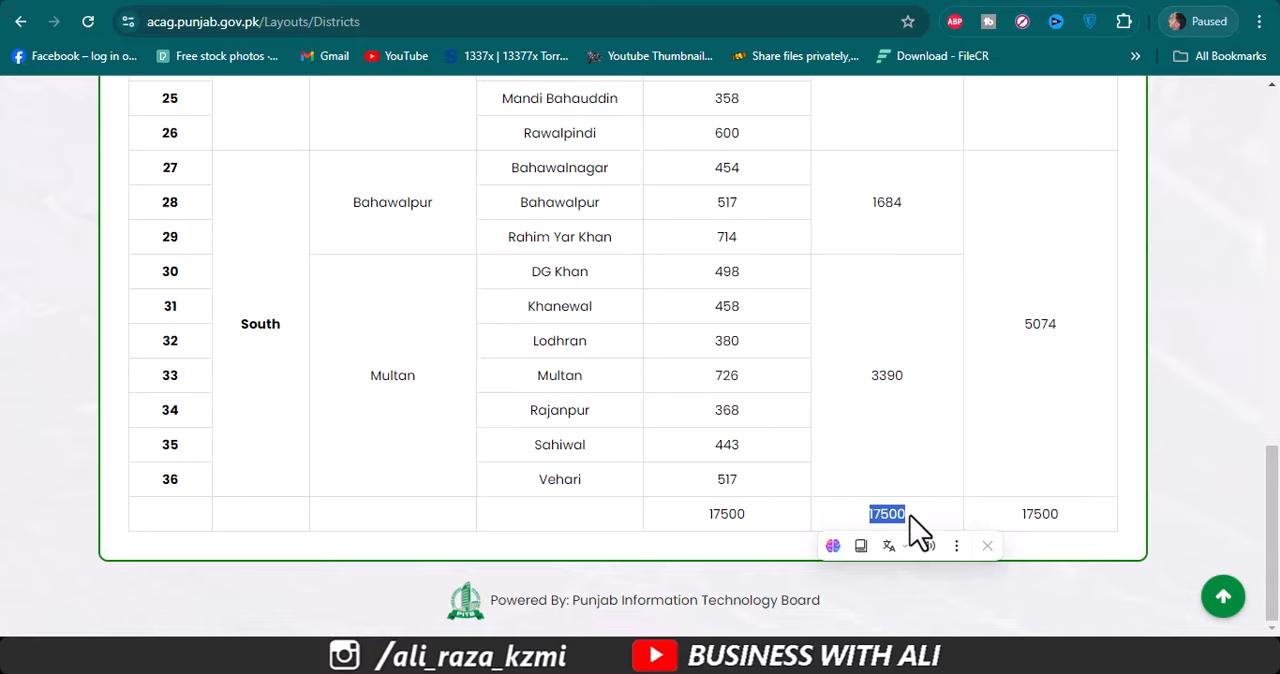 acag.punjab.gov.pk/Layouts/Districts
ABP
Paused
Facebook – log in o...
Free stock photos ·...
Gmail
YouTube
1337x | 13377x Torr...
Youtube Thumbnail...
Share files privately,...
Download - FileCR
»
All Bookmarks
25 Mandi Bahauddin 358
26 Rawalpindi 600
27 Bahawalnagar 454
28 Bahawalpur Bahawalpur 517 1684
29 Rahim Yar Khan 714
30 DG Khan 498
31 Khanewal 458
South 5074
32 Lodhran 380
33 Multan Multan 726 3390
34 Rajanpur 368
35 Sahiwal 443
36 Vehari 517
17500 17500 17500
PITB
Powered By: Punjab Information Technology Board
/ali_raza_kzmi
BUSINESS WITH ALI